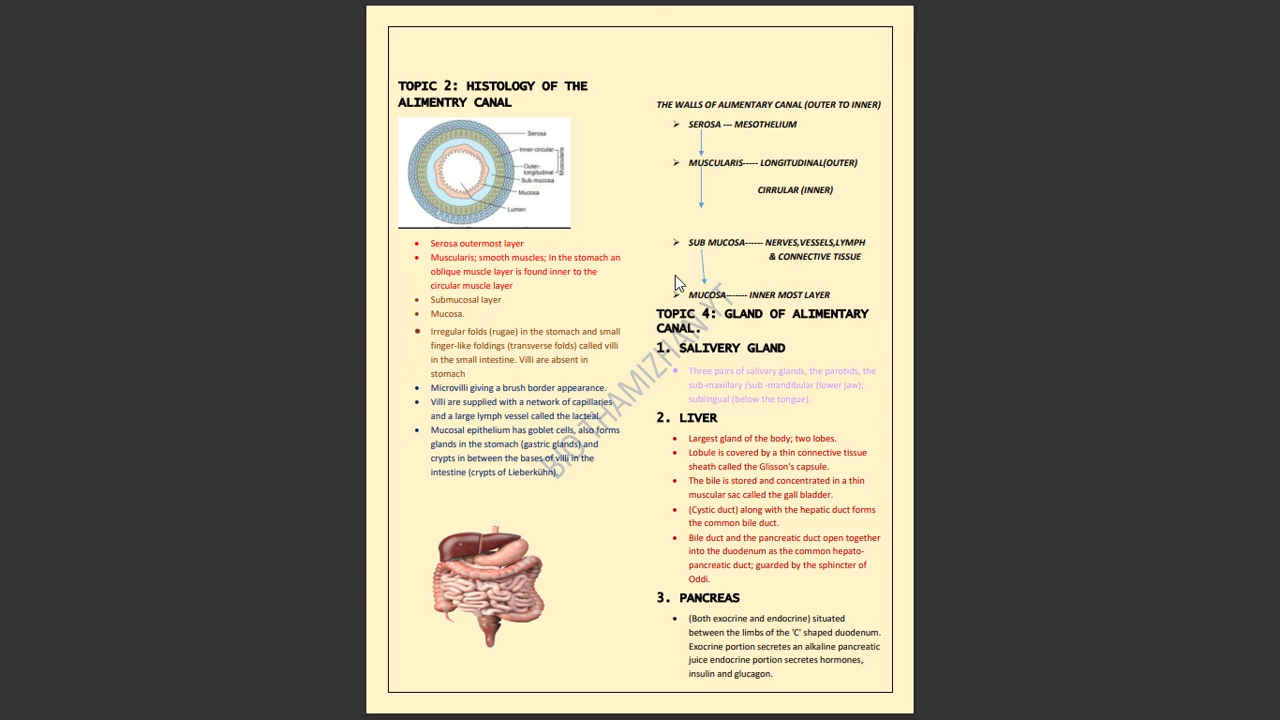 TOPIC 2: HISTOLOGY OF THE
ALIMENTRY CANAL
Serosa
Inner-circular
Outer-
longitudinal
Muscularis
Sub-mucosa
Mucosa
Lumen
Serosa outermost layer
Muscularis; smooth muscles; In the stomach an
oblique muscle layer is found inner to the
circular muscle layer
Submucosal layer
Mucosa.
Irregular folds (rugae) in the stomach and small
finger-like foldings (transverse folds) called villi
in the small intestine. Villi are absent in
stomach
Microvilli giving a brush border appearance.
Villi are supplied with a network of capillaries
and a large lymph vessel called the lacteal.
Mucosal epithelium has goblet cells, also forms
glands in the stomach (gastric glands) and
crypts in between the bases of villi in the
intestine (crypts of Lieberkühn).
THE WALLS OF ALIMENTARY CANAL (OUTER TO INNER)
SEROSA --- MESOTHELIUM
MUSCULARIS----- LONGITUDINAL(OUTER)
CIRRULAR (INNER)
SUB MUCOSA------ NERVES,VESSELS,LYMPH
& CONNECTIVE TISSUE
MUCOSA------- INNER MOST LAYER
TOPIC 4: GLAND OF ALIMENTARY
CANAL.
1. SALIVERY GLAND
Three pairs of salivary glands, the parotids, the
sub-maxillary /sub -mandibular (lower jaw);
sublingual (below the tongue).
2. LIVER
Largest gland of the body; two lobes.
Lobule is covered by a thin connective tissue
sheath called the Glisson's capsule.
The bile is stored and concentrated in a thin
muscular sac called the gall bladder.
(Cystic duct) along with the hepatic duct forms
the common bile duct.
Bile duct and the pancreatic duct open together
into the duodenum as the common hepato-
pancreatic duct; guarded by the sphincter of
Oddi.
3. PANCREAS
(Both exocrine and endocrine) situated
between the limbs of the 'C' shaped duodenum.
Exocrine portion secretes an alkaline pancreatic
juice endocrine portion secretes hormones,
insulin and glucagon.
BIO THAMIZHAN YT